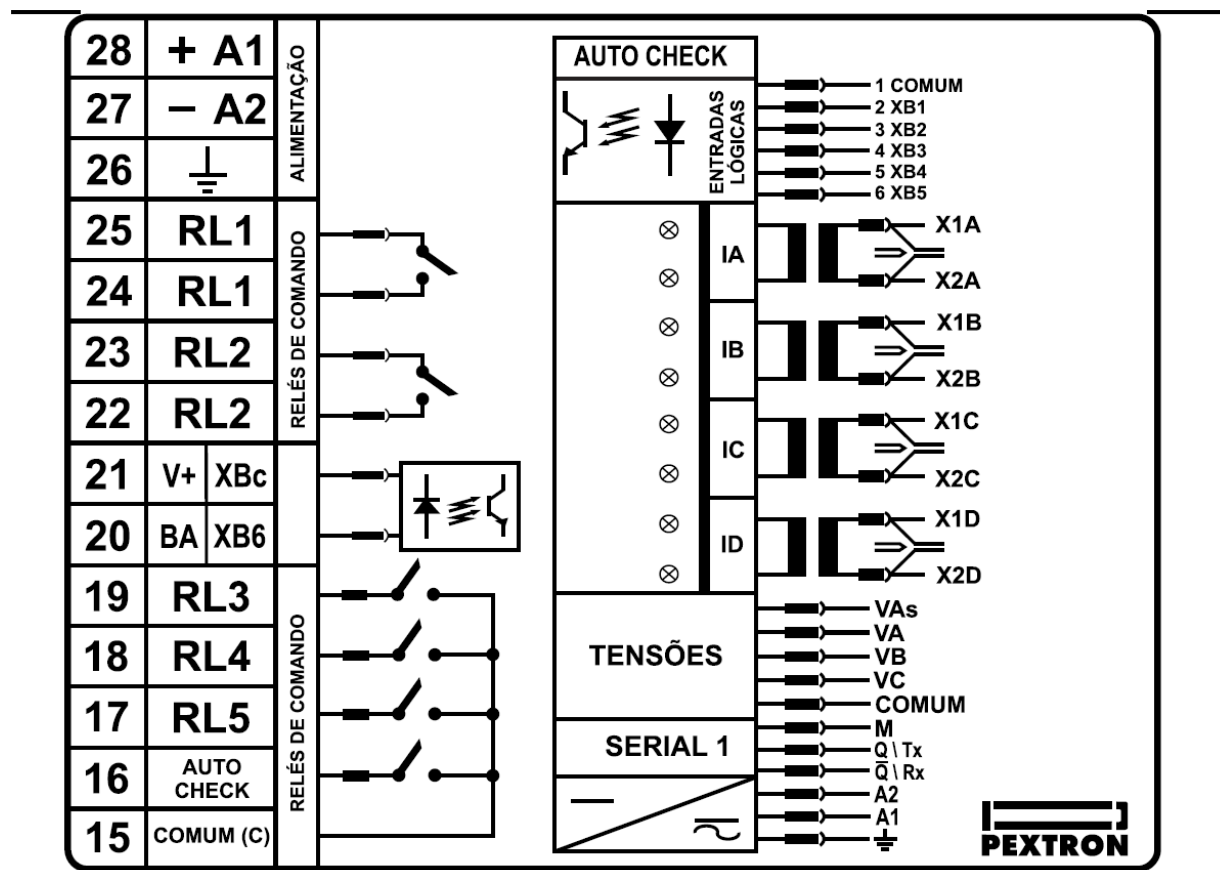 28 + A1
27 − A2
26
ALIMENTAÇÃO
25 RL1
24 RL1
23 RL2
22 RL2
RELÉS DE COMANDO
21 V+ XBc
20 BA XB6
19 RL3
18 RL4
17 RL5
16 AUTO
CHECK
15 COMUM (C)
RELÉS DE COMANDO
AUTO CHECK
ENTRADAS
LÓGICAS
1 COMUM
2 XB1
3 XB2
4 XB3
5 XB4
6 XB5
IA
X1A
X2A
IB
X1B
X2B
IC
X1C
X2C
ID
X1D
X2D
TENSÕES
VAs
VA
VB
VC
COMUM
SERIAL 1
M
Q \ Tx
Q̅ \ Rx
A2
A1
PEXTRON